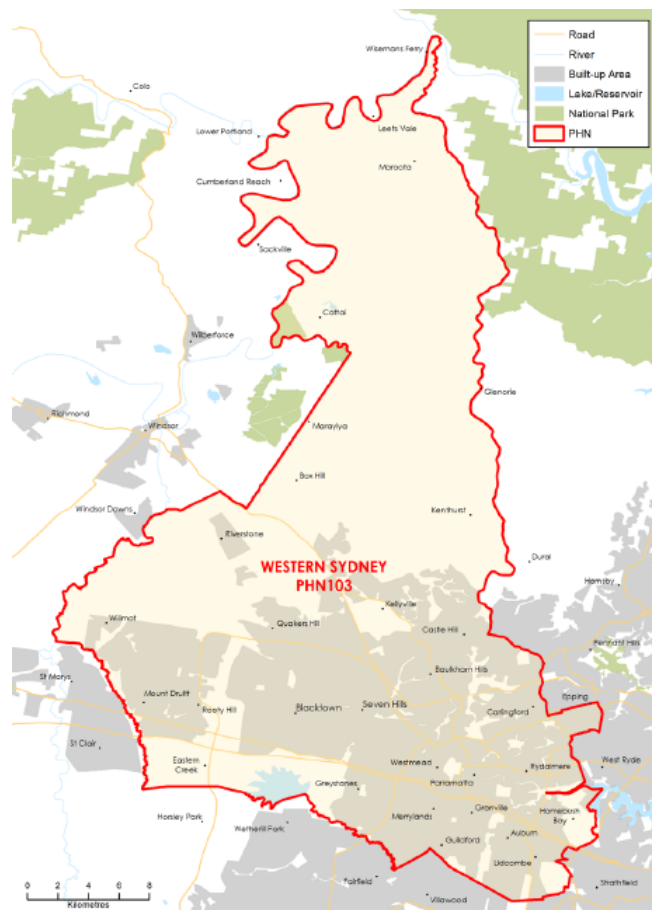 Road
River
Built-up Area
Lake/Reservoir
National Park
PHN
Wisemans Ferry
Colo
Leets Vale
Lower Portland
Maroota
Cumberland Reach
Sackville
Cattai
Wilberforce
Glenorie
Richmond
Windsor
Maraylya
Box Hill
Windsor Downs
Kenthurst
Riverstone
Dural
WESTERN SYDNEY
PHN103
Hornsby
Kellyville
Wilmot
Quakers Hill
Castle Hill
Pennant Hills
St Marys
Baulkham Hills
Mount Druitt
Rooty Hill
Epping
Blacktown
Seven Hills
Carlingford
St Clair
Eastern
Creek
Westmead
Rydalmere
West Ryde
Greystanes
Parramatta
Horsley Park
Merrylands
Granville
Homebush
Bay
Wetherill Park
Auburn
Guildford
Lidcombe
Fairfield
Strathfield
Villawood
0 2 4 6 8
Kilometres